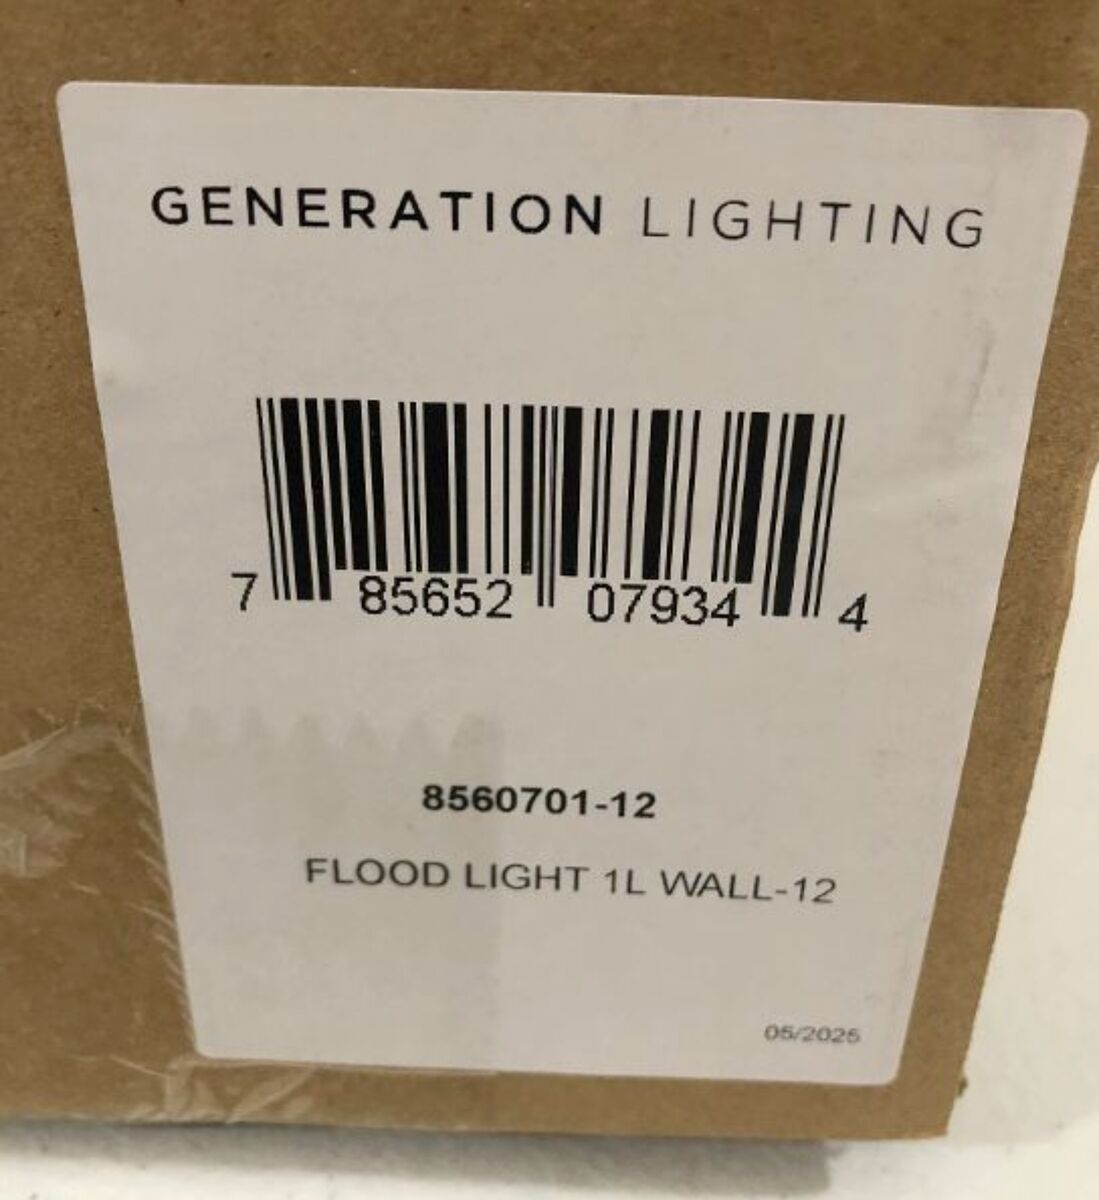 GENERATION LIGHTING
7 85652 07934 4
8560701-12
FLOOD LIGHT 1L WALL-12
05/2025